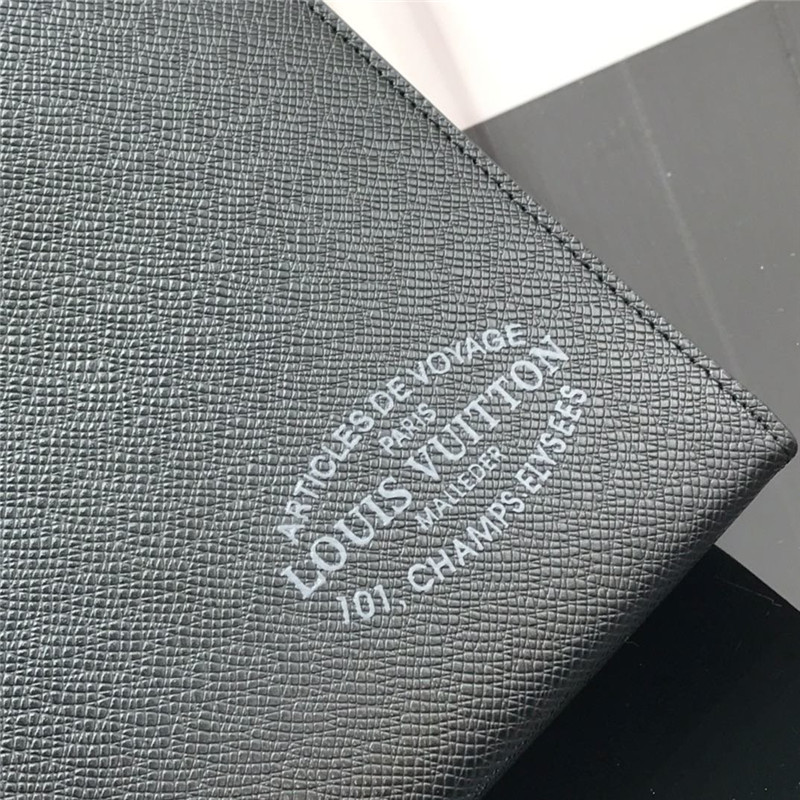 ARTICLES DE VOYAGE
PARIS
LOUIS VUITTON
MALLEDER
101, CHAMPS ELYSEES